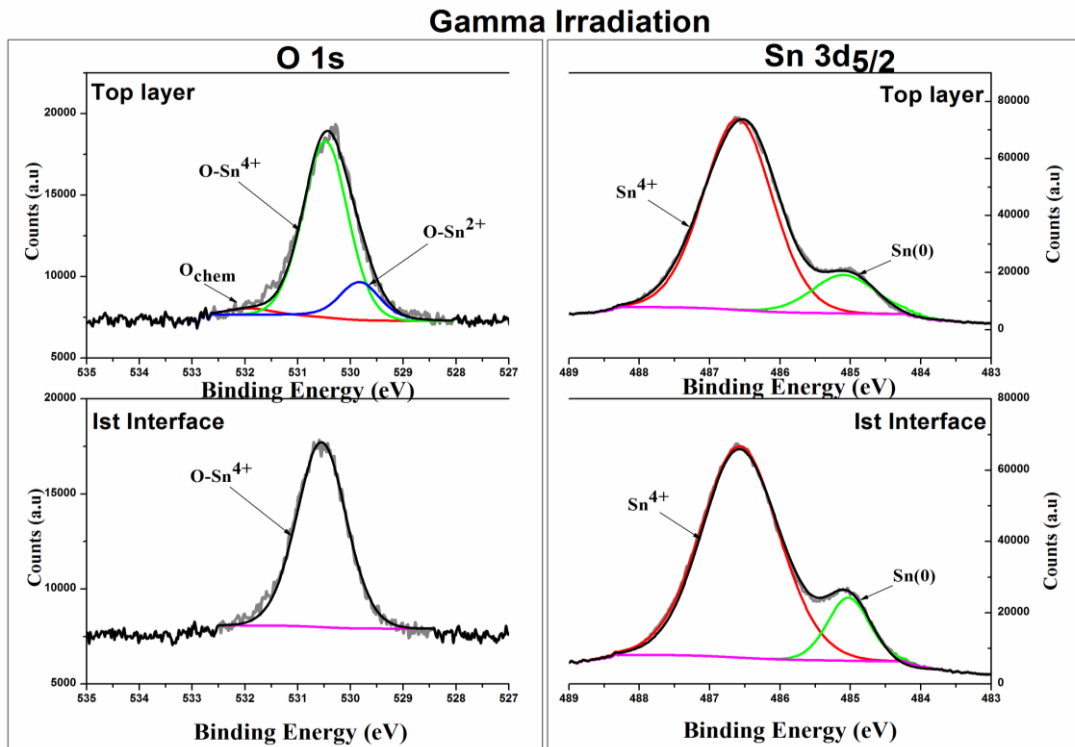 Gamma Irradiation
O 1s
Sn 3d5/2
Top layer
20000
15000
10000
5000
Counts (a.u)
O-Sn4+
O-Sn2+
Ochem
535 534 533 532 531 530 529 528 527
Binding Energy (eV)
Top layer
80000
60000
40000
20000
0
Counts (a.u)
Sn4+
Sn(0)
489 488 487 486 485 484 483
Binding Energy (eV)
Ist Interface
20000
15000
10000
5000
Counts (a.u)
O-Sn4+
535 534 533 532 531 530 529 528 527
Binding Energy (eV)
Ist Interface
80000
60000
40000
20000
0
Counts (a.u)
Sn4+
Sn(0)
489 488 487 486 485 484 483
Binding Energy (eV)